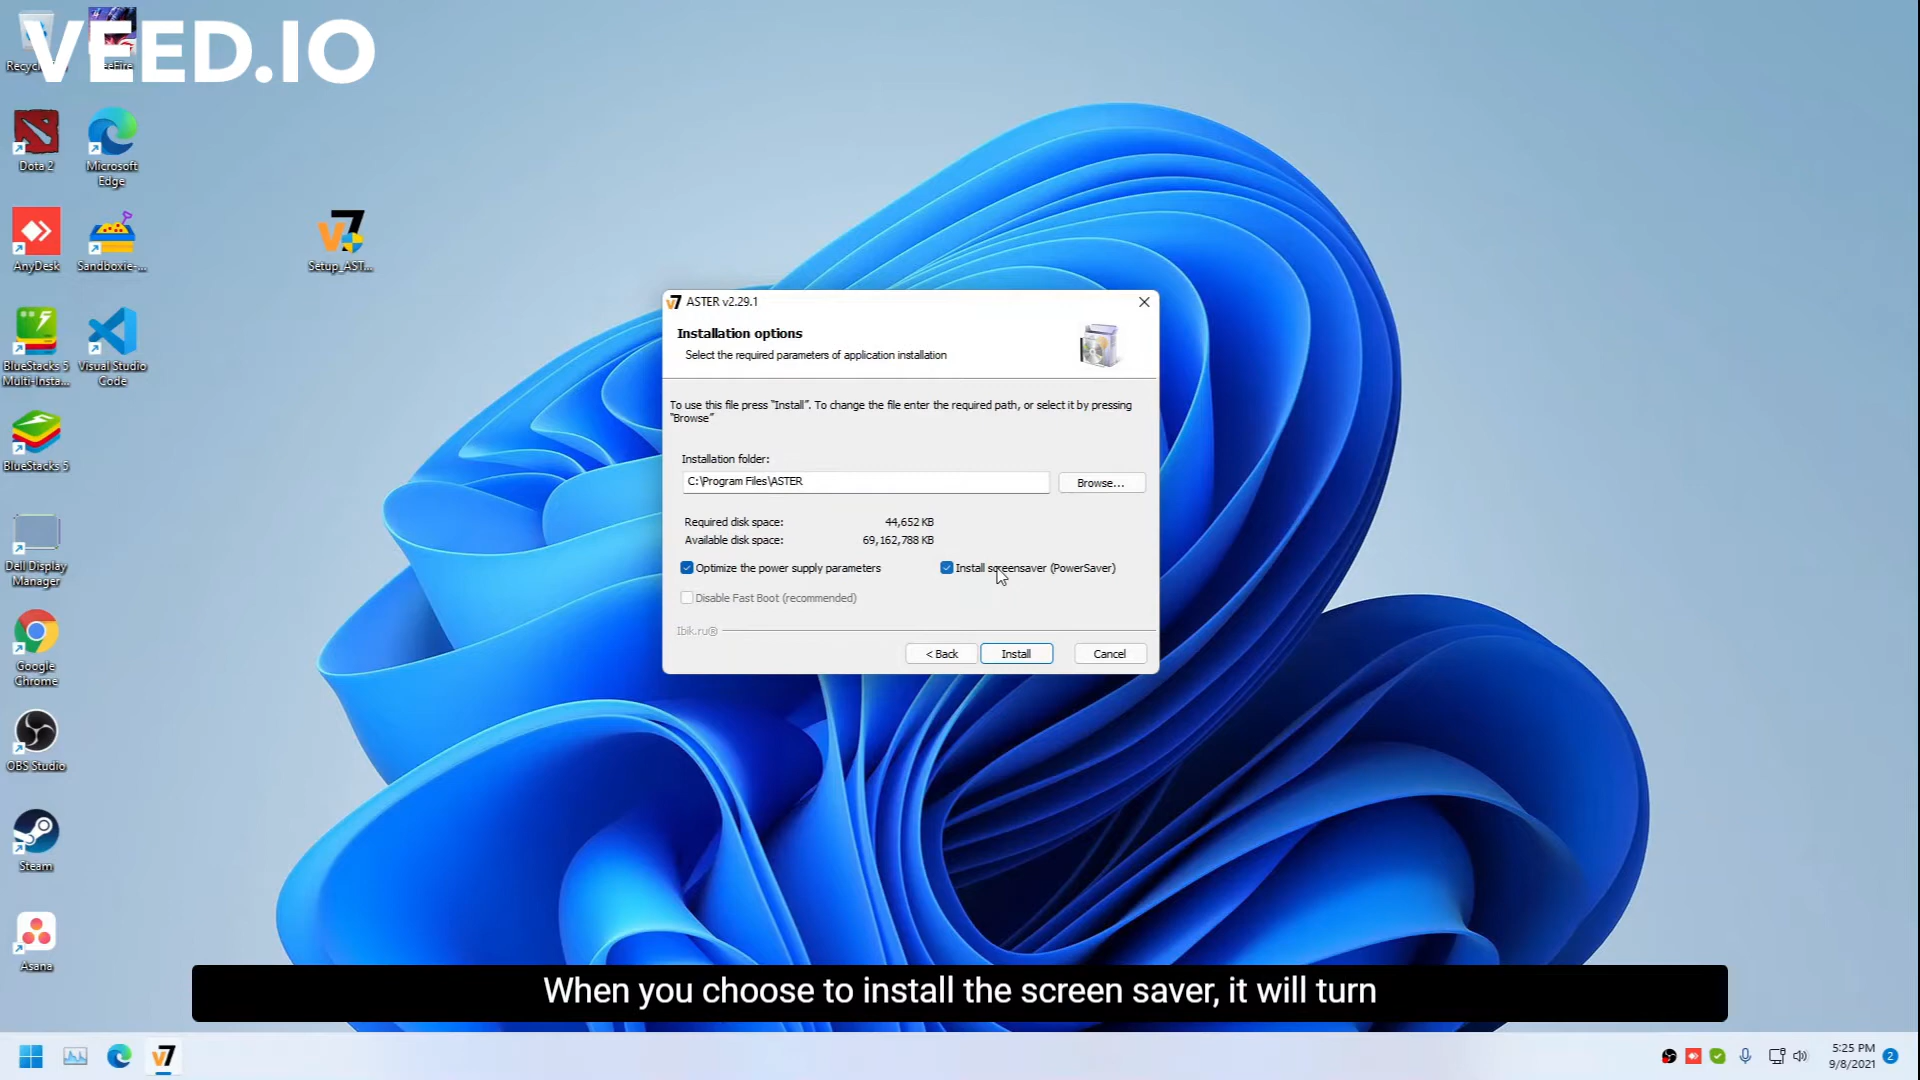 VEED.IO
Dota 2
Microsoft
Edge
AnyDesk
Sandboxie-...
Setup_AST...
BlueStacks 5
Multi-Insta...
Visual Studio
Code
BlueStacks 5
Dell Display
Manager
Google
Chrome
OBS Studio
Steam
Asana
ASTER v2.29.1
Installation options
Select the required parameters of application installation
To use this file press "Install". To change the file enter the required path, or select it by pressing
"Browse"
Installation folder:
C:\Program Files\ASTER
Browse...
Required disk space: 44,652 KB
Available disk space: 69,162,788 KB
Optimize the power supply parameters
Install screensaver (PowerSaver)
Disable Fast Boot (recommended)
Ibik.ru®
< Back
Install
Cancel
When you choose to install the screen saver, it will turn
5:25 PM
9/8/2021
2